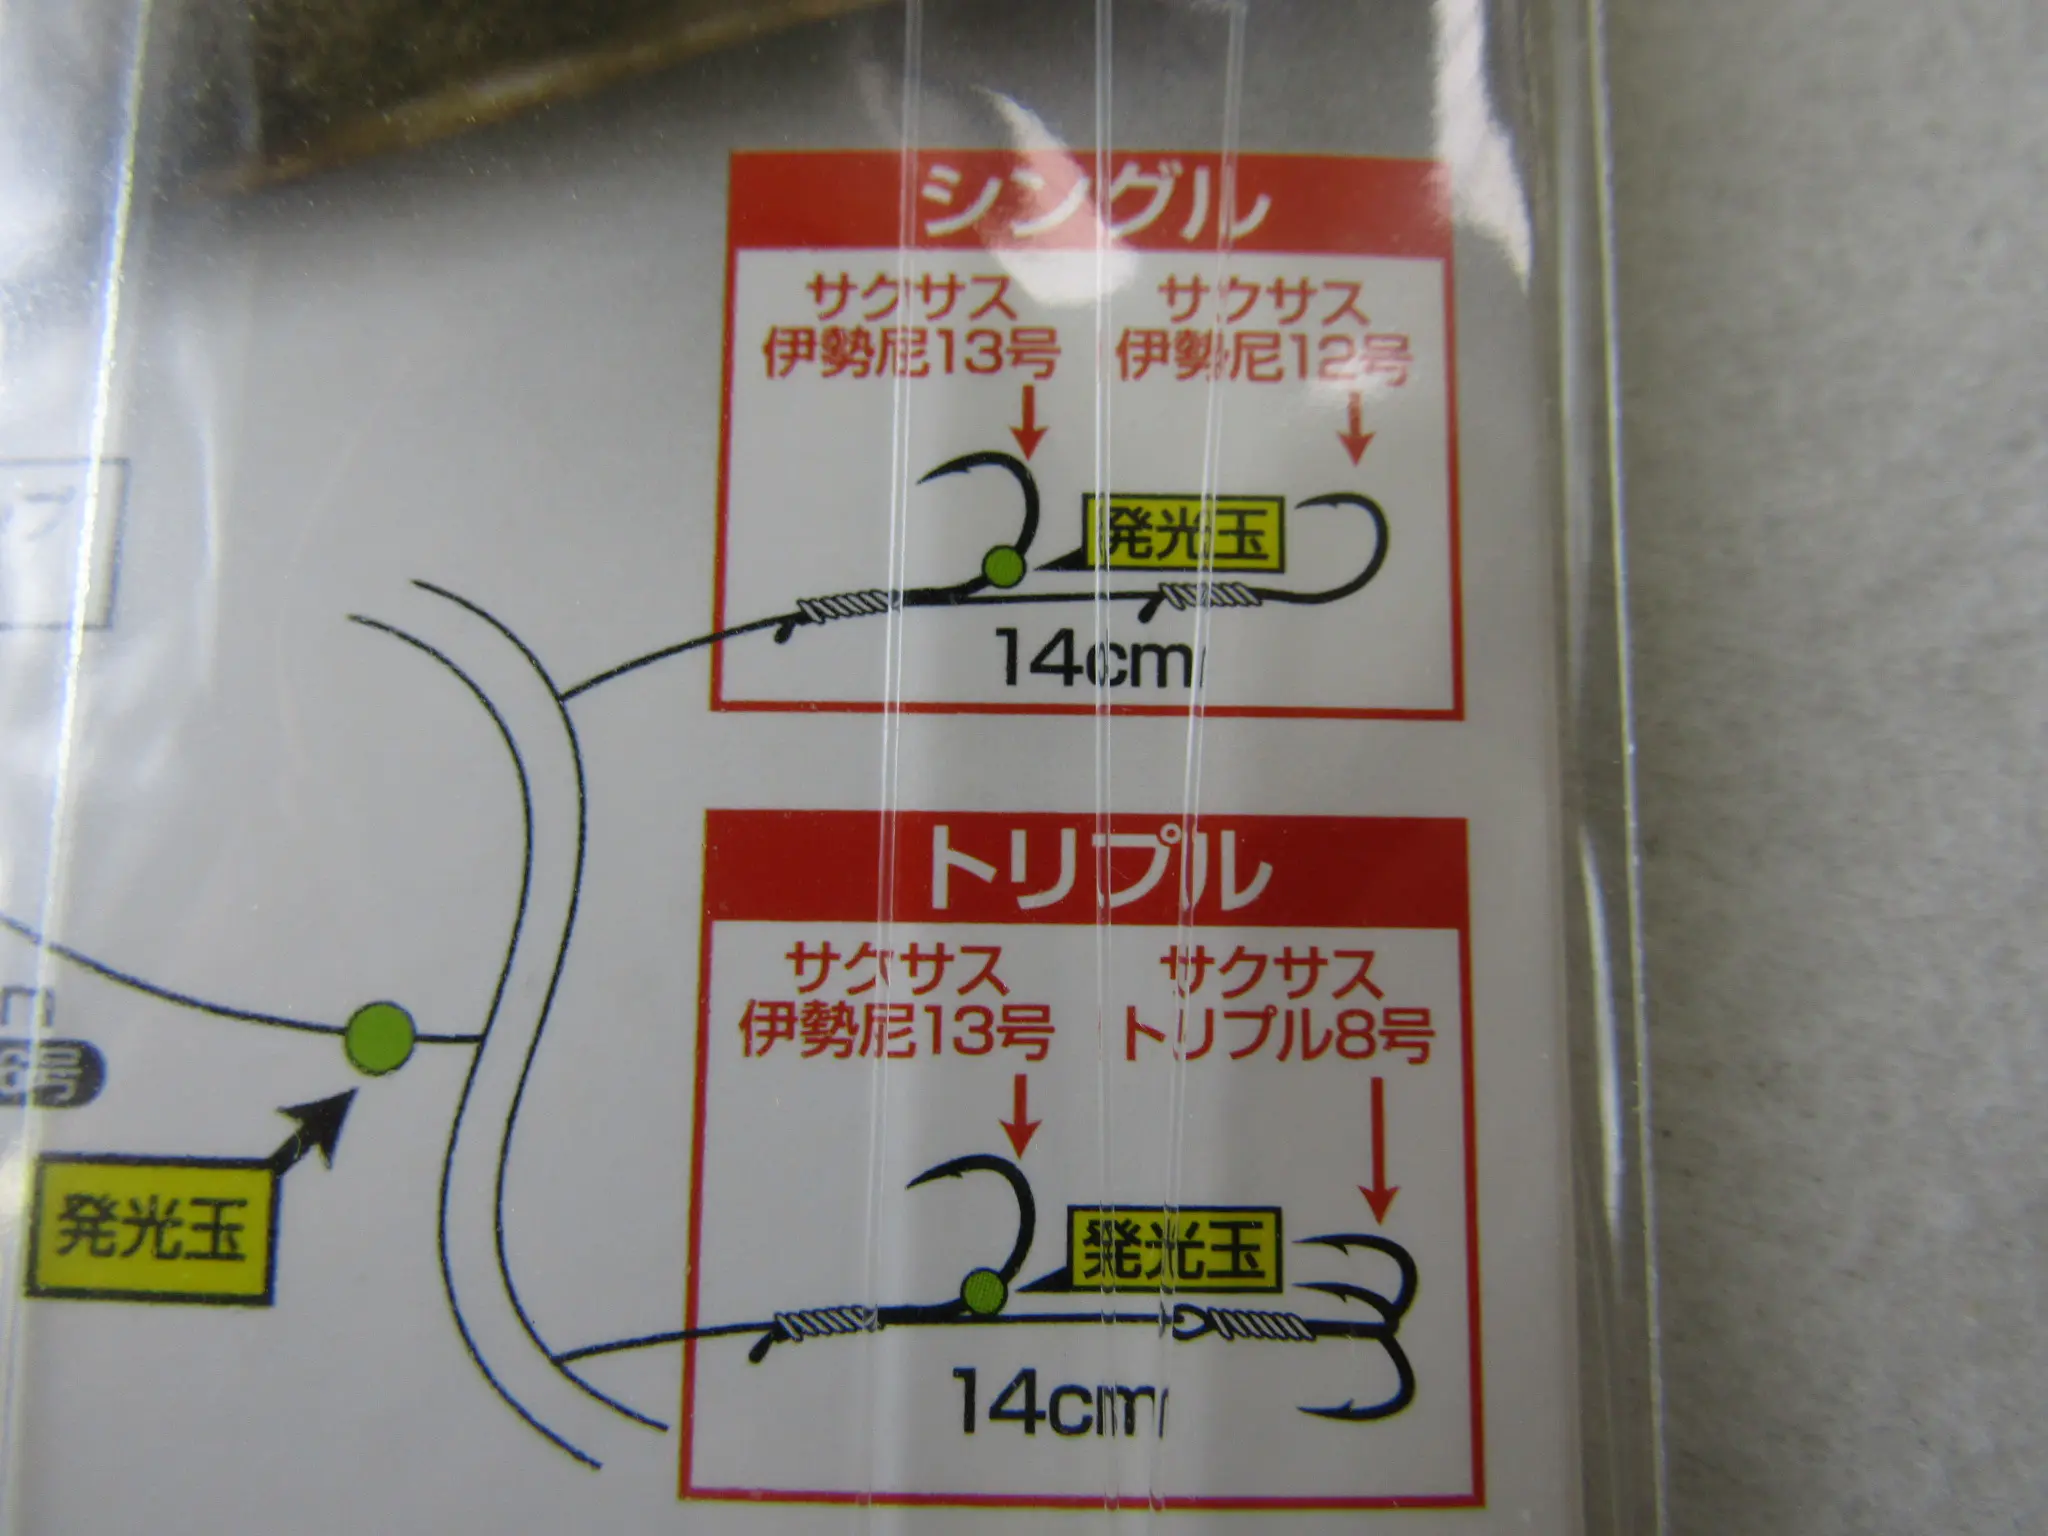 シングル
サクサス
伊勢尼13号
サクサス
伊勢尼12号
発光玉
14cm
トリプル
サクサス
伊勢尼13号
サクサス
トリプル8号
発光玉
14cm
6号
発光玉